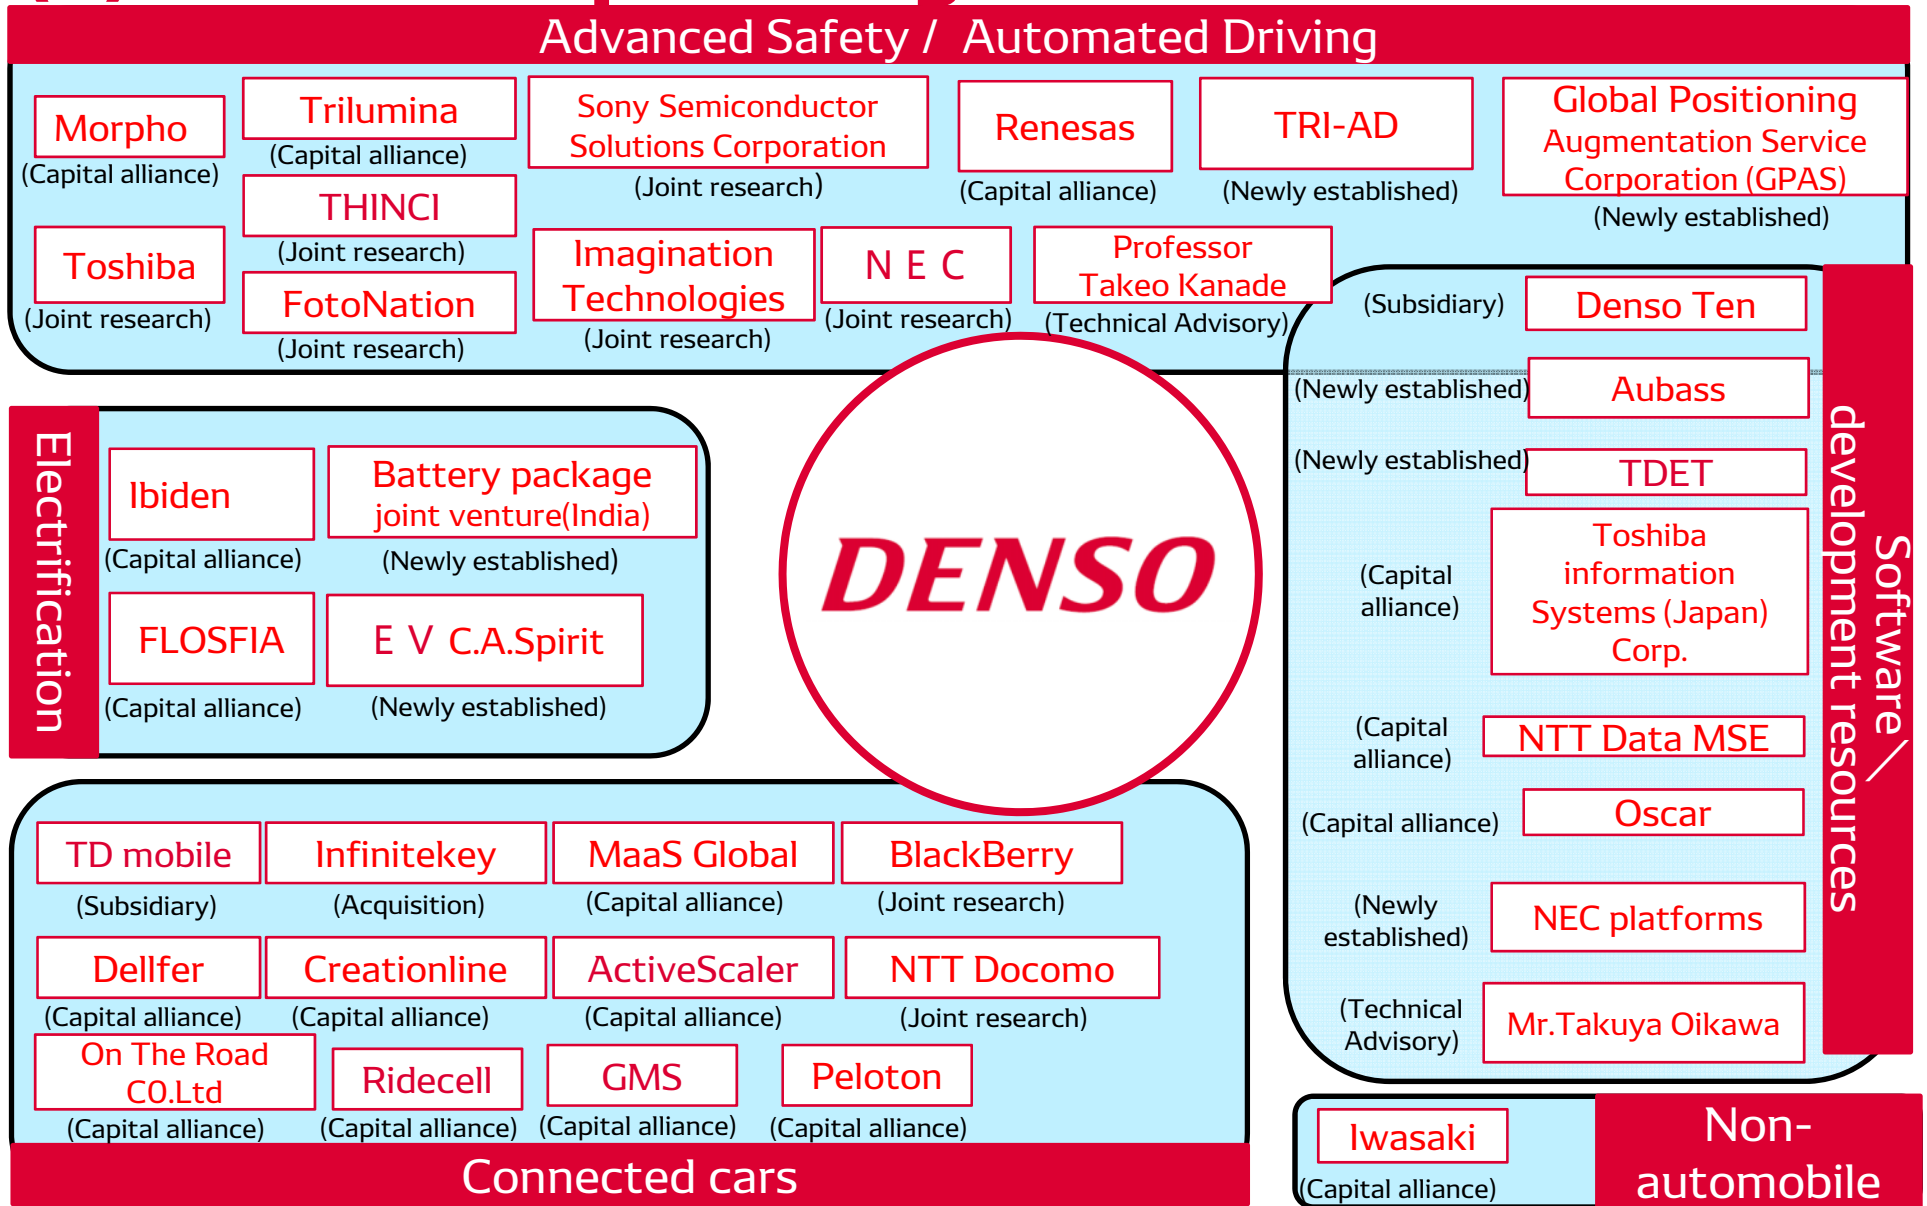 Advanced Safety / Automated Driving
Morpho
(Capital alliance)
Trilumina
(Capital alliance)
Sony Semiconductor
Solutions Corporation
(Joint research)
Renesas
(Capital alliance)
TRI-AD
(Newly established)
Global Positioning
Augmentation Service
Corporation (GPAS)
(Newly established)
THINCI
(Joint research)
Toshiba
(Joint research)
FotoNation
(Joint research)
Imagination
Technologies
(Joint research)
N E C
(Joint research)
Professor
Takeo Kanade
(Technical Advisory)
Software／
development resources
(Subsidiary)
Denso Ten
(Newly established)
Aubass
(Newly established)
TDET
(Capital
alliance)
Toshiba
information
Systems (Japan)
Corp.
(Capital
alliance)
NTT Data MSE
(Capital alliance)
Oscar
(Newly
established)
NEC platforms
(Technical
Advisory)
Mr.Takuya Oikawa
Electrification
Ibiden
(Capital alliance)
Battery package
joint venture(India)
(Newly established)
FLOSFIA
(Capital alliance)
E V C.A.Spirit
(Newly established)
DENSO
TD mobile
(Subsidiary)
Infinitekey
(Acquisition)
MaaS Global
(Capital alliance)
BlackBerry
(Joint research)
Dellfer
(Capital alliance)
Creationline
(Capital alliance)
ActiveScaler
(Capital alliance)
NTT Docomo
(Joint research)
On The Road
CO.Ltd
(Capital alliance)
Ridecell
(Capital alliance)
GMS
(Capital alliance)
Peloton
(Capital alliance)
Connected cars
Iwasaki
(Capital alliance)
Non-
automobile